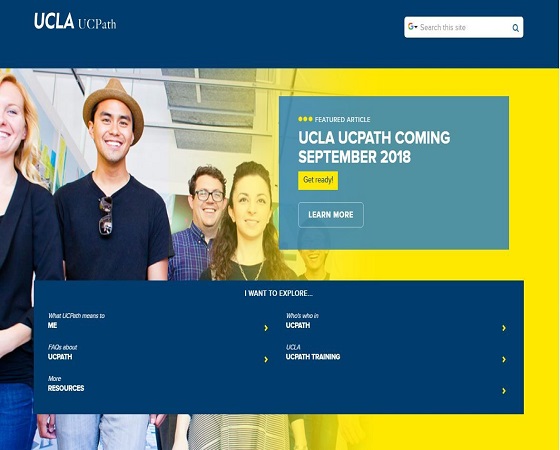 UCLA UCPath
Search this site
FEATURED ARTICLE
UCLA UCPATH COMING
SEPTEMBER 2018
Get ready!
LEARN MORE
I WANT TO EXPLORE...
What UCPath means to
ME
Who's who in
UCPATH
FAQs about
UCPATH
UCLA
UCPATH TRAINING
More
RESOURCES